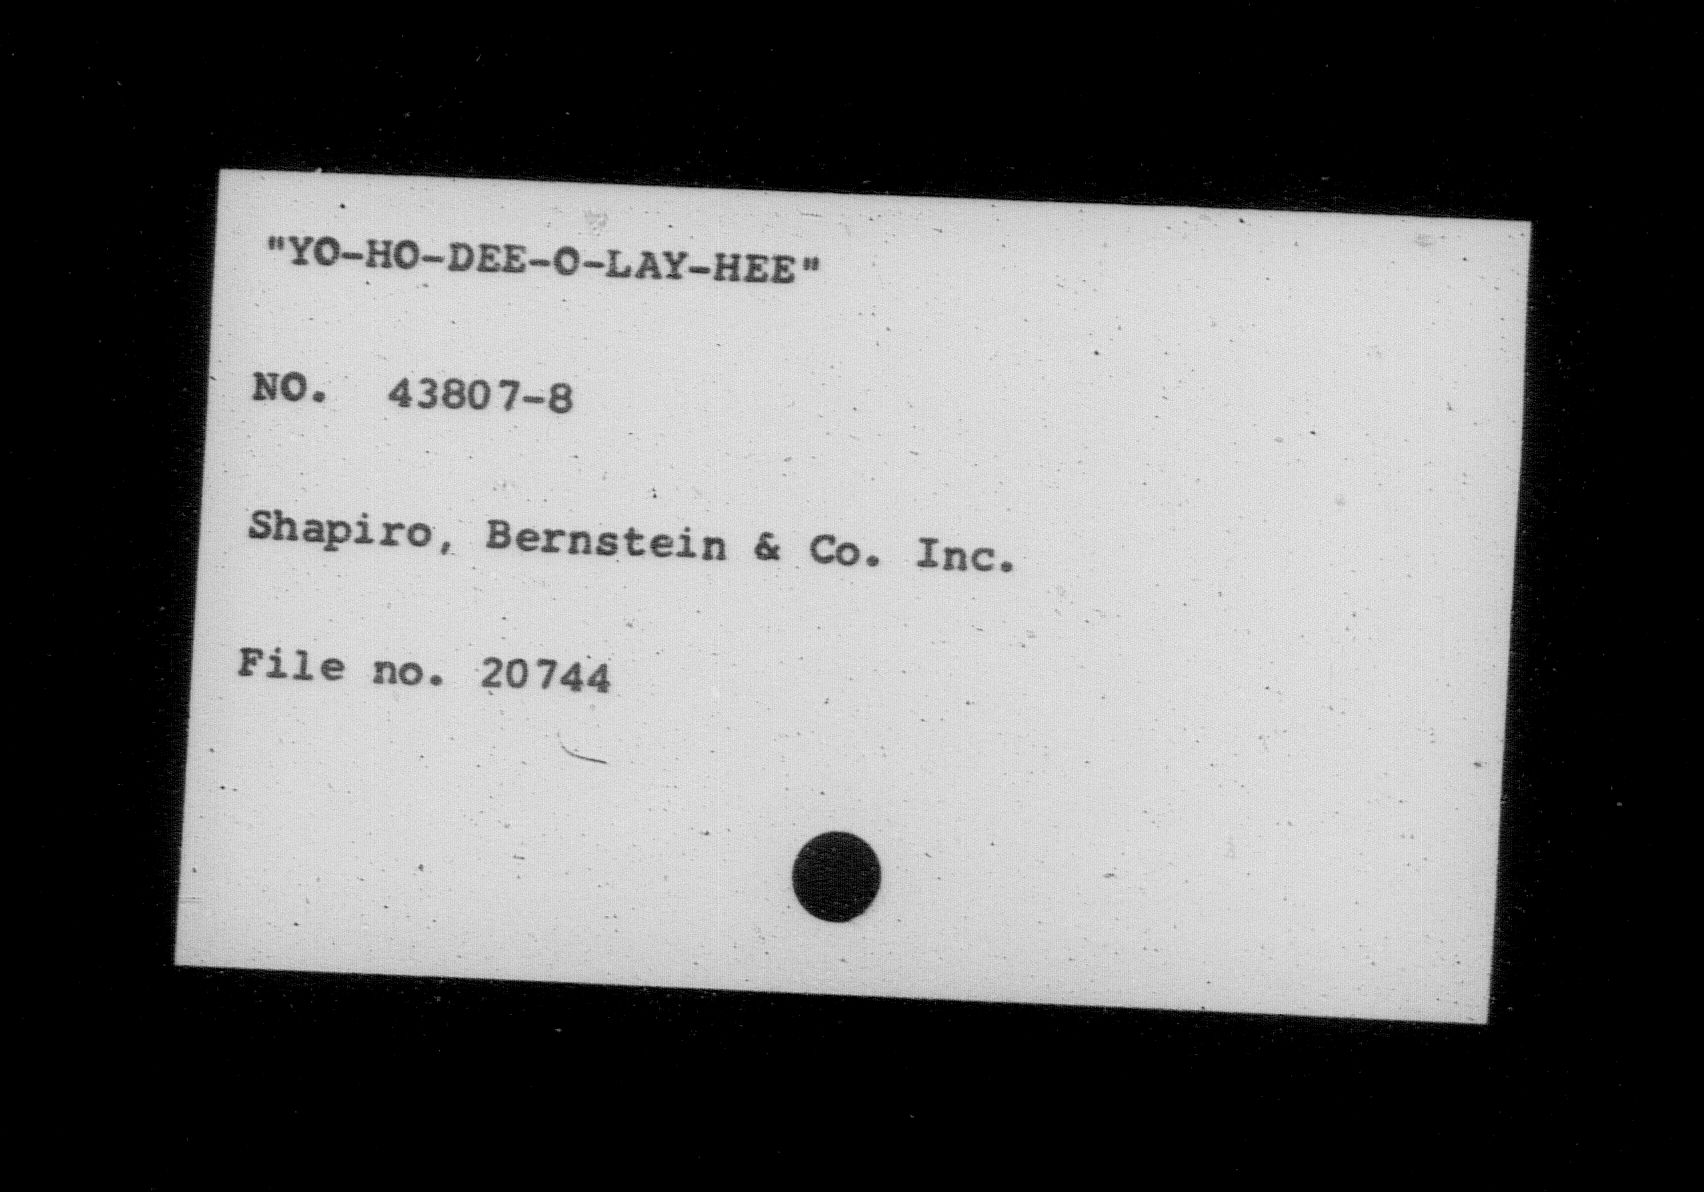 "YO-HO-DEE-O-LAY-HEE"
NO. 43807-8
Shapiro, Bernstein & Co. Inc.
File no. 20744